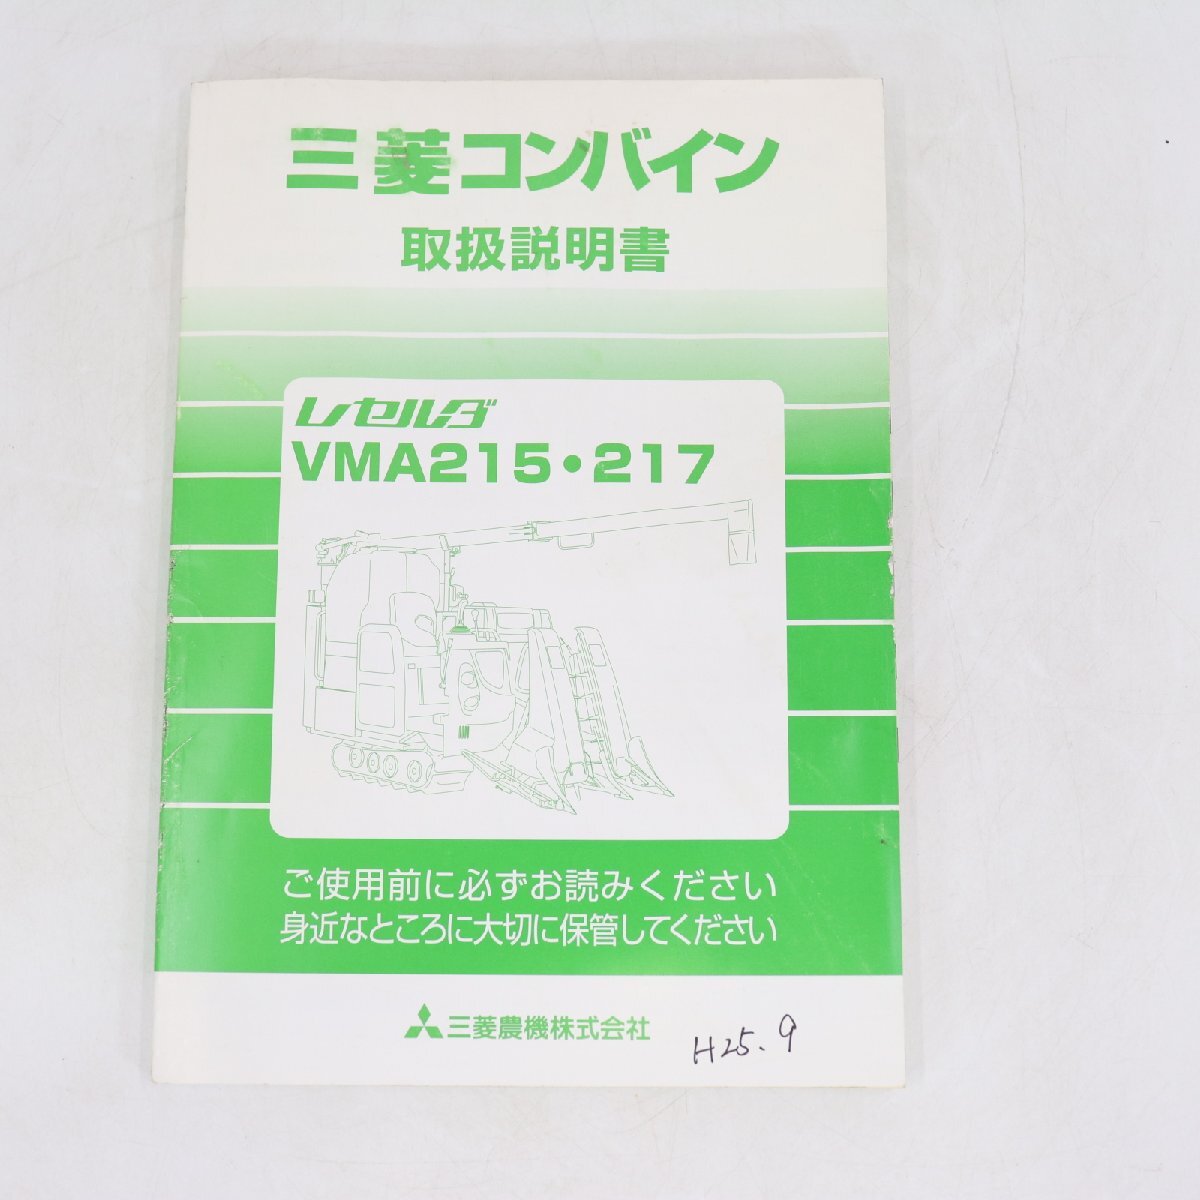 三菱コンバイン
取扱説明書
レセルダ
VMA215・217
ご使用前に必ずお読みください
身近なところに大切に保管してください
三菱農機株式会社
H25.9